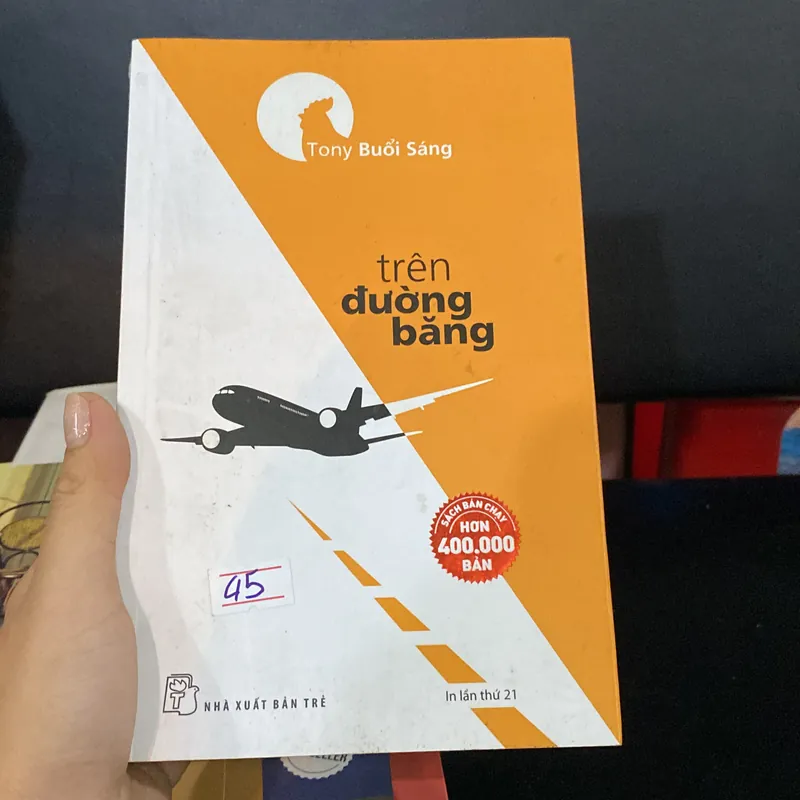 Tony Buổi Sáng
trên
đường
băng
SÁCH BÁN CHẠY
HƠN
400.000
BẢN
45
T
NHÀ XUẤT BẢN TRẺ
In lần thứ 21